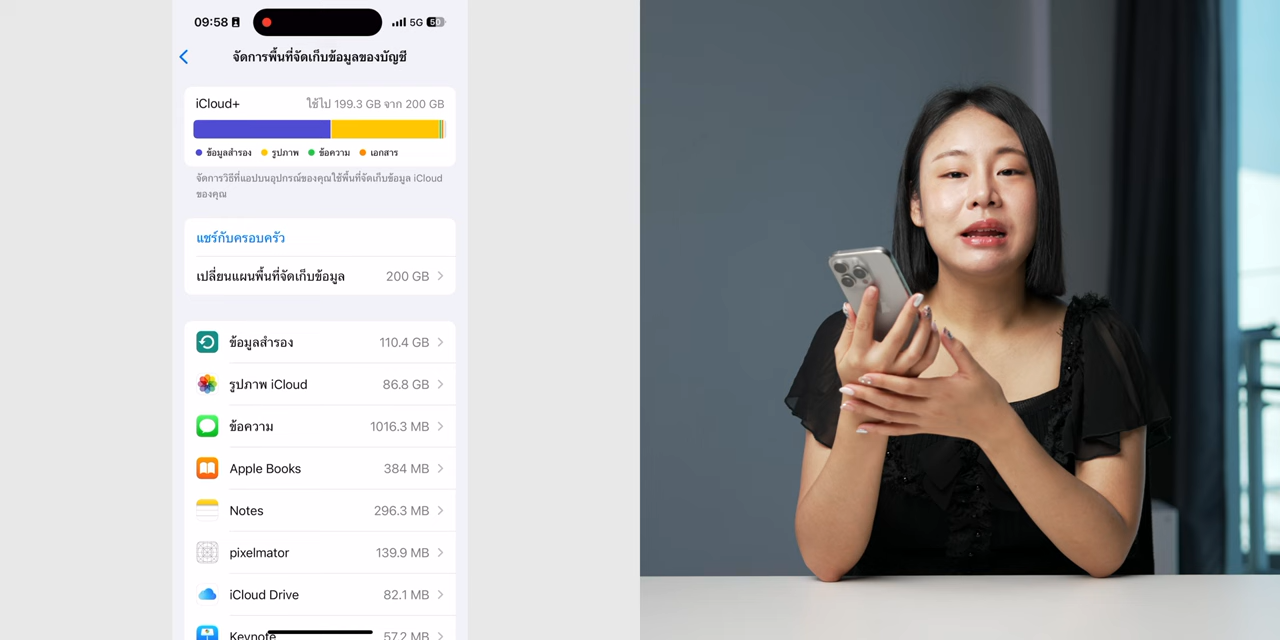 09:58 5G 50
จัดการพื้นที่จัดเก็บข้อมูลของบัญชี
iCloud+ ใช้ไป 199.3 GB จาก 200 GB
ข้อมูลสำรอง รูปภาพ ข้อความ เอกสาร
จัดการวิธีที่แอปบนอุปกรณ์ของคุณใช้พื้นที่จัดเก็บข้อมูล iCloud
ของคุณ
แชร์กับครอบครัว
เปลี่ยนแผนพื้นที่จัดเก็บข้อมูล 200 GB
ข้อมูลสำรอง 110.4 GB
รูปภาพ iCloud 86.8 GB
ข้อความ 1016.3 MB
Apple Books 384 MB
Notes 296.3 MB
pixelmator 139.9 MB
iCloud Drive 82.1 MB
Keynote 57.2 MB